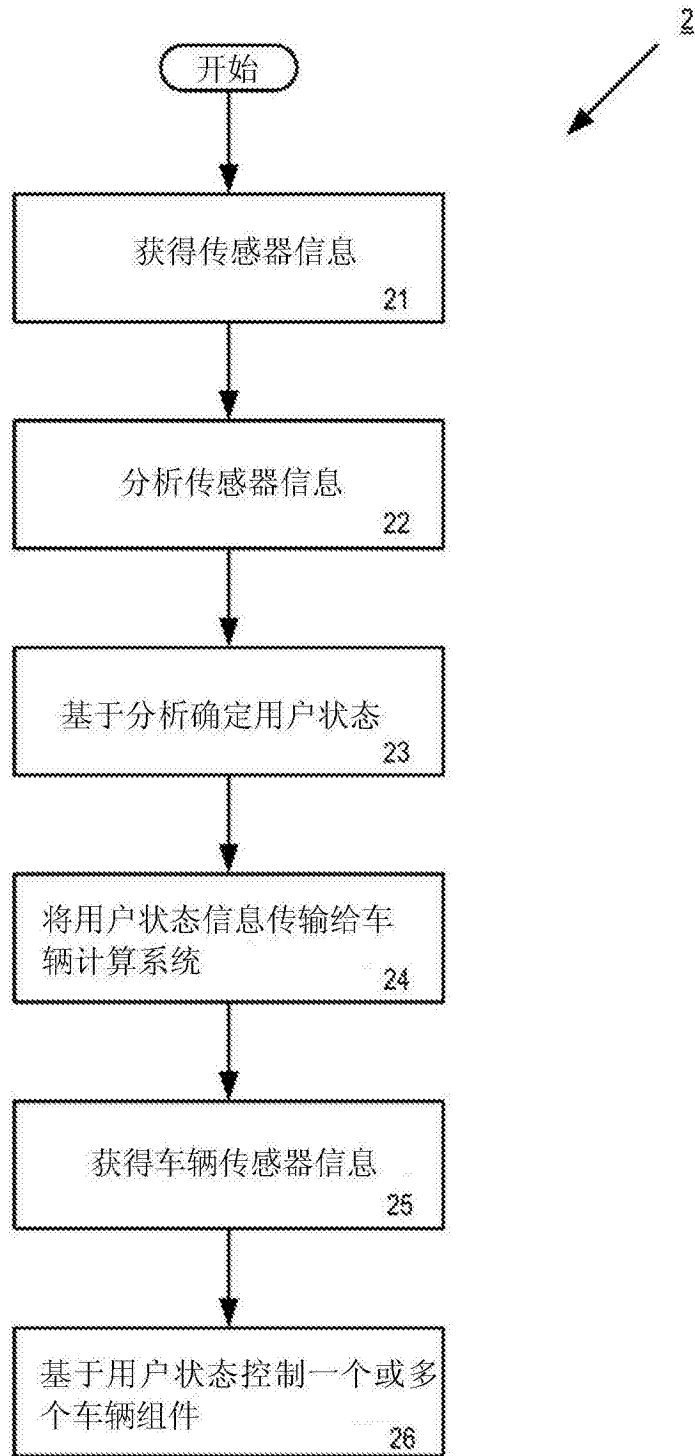 2
开始
获得传感器信息
21
分析传感器信息
22
基于分析确定用户状态
23
将用户状态信息传输给车
辆计算系统
24
获得车辆传感器信息
25
基于用户状态控制一个或多
个车辆组件
26